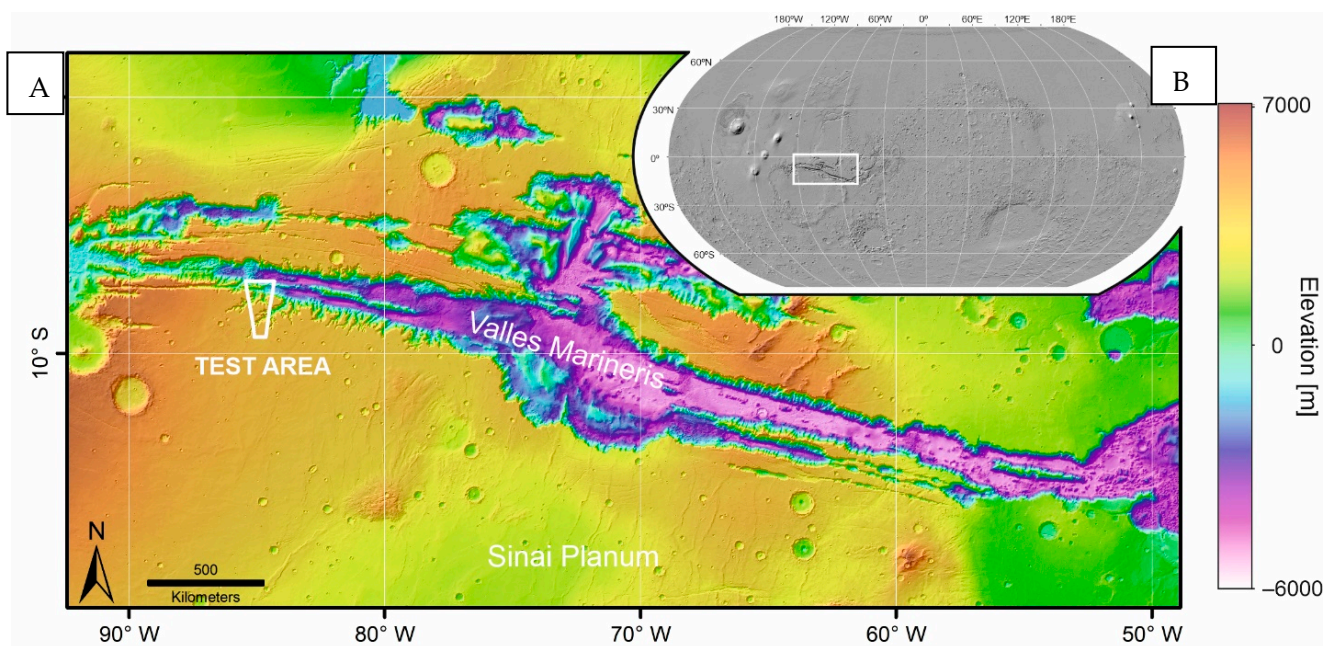 A
B
180°W 120°W 60°W 0° 60°E 120°E 180°E
60°N
30°N
0°
30°S
60°S
7000
0
–6000
Elevation [m]
10° S
Valles Marineris
TEST AREA
Sinai Planum
N
500
Kilometers
90° W 80° W 70° W 60° W 50° W